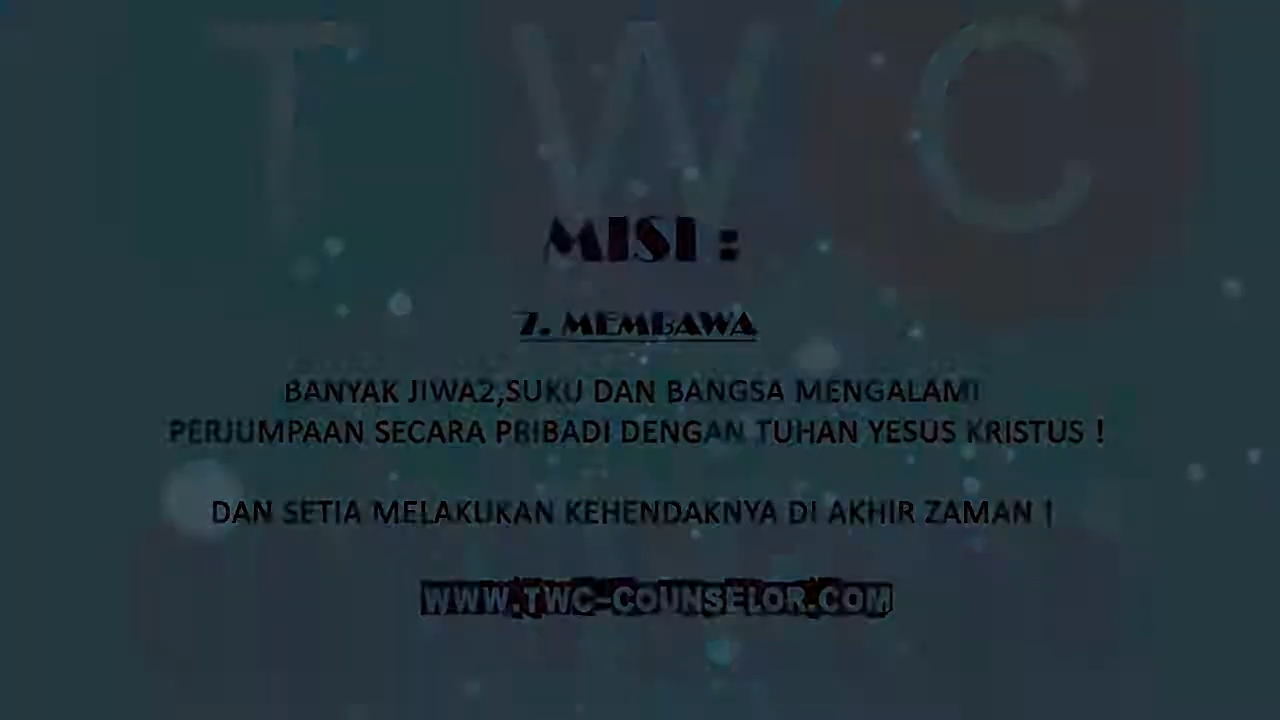 T W C
MISI :
7. MEMBAWA
BANYAK JIWA2,SUKU DAN BANGSA MENGALAMI
PERJUMPAAN SECARA PRIBADI DENGAN TUHAN YESUS KRISTUS !
DAN SETIA MELAKUKAN KEHENDAKNYA DI AKHIR ZAMAN !
WWW.TWC-COUNSELOR.COM